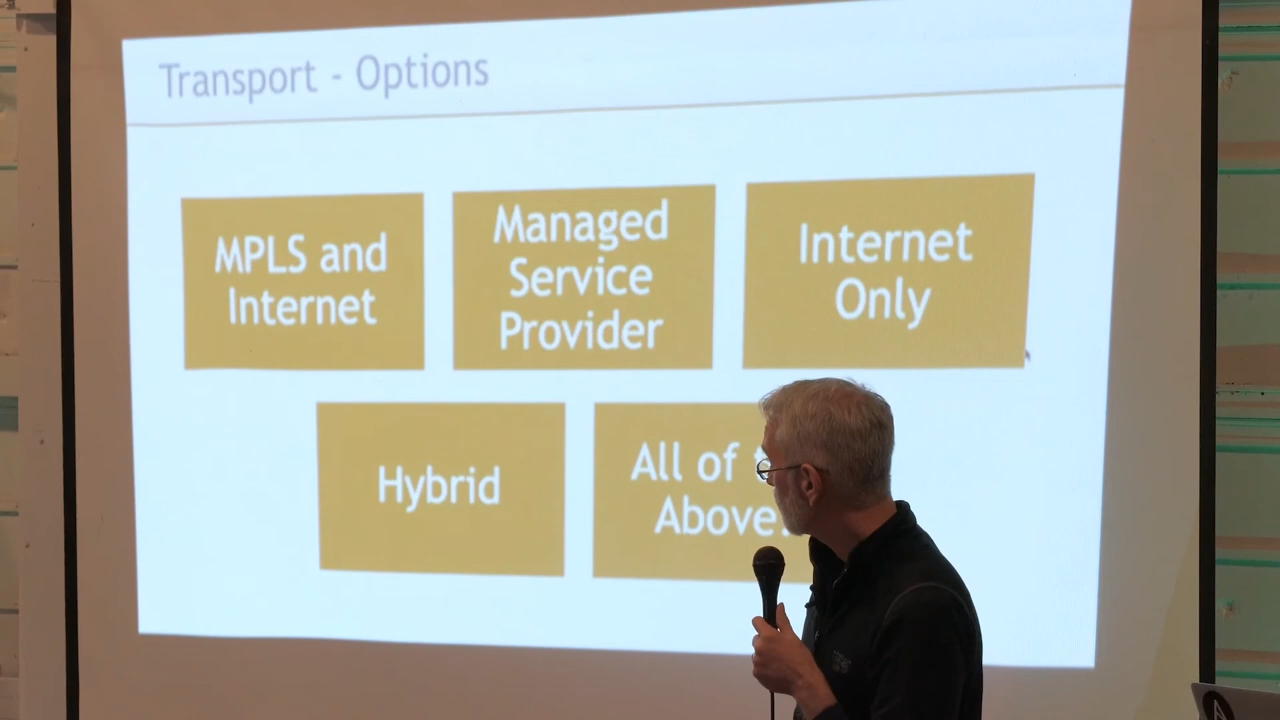 Transport - Options
MPLS and
Internet
Managed
Service
Provider
Internet
Only
Hybrid
All of
Above